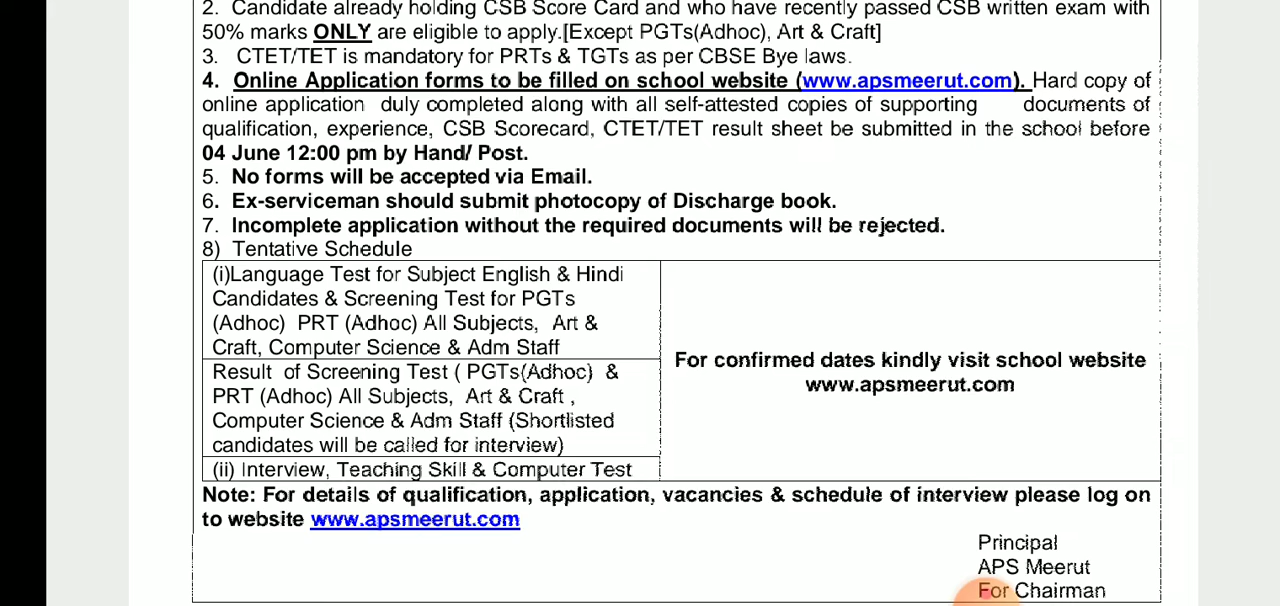 2. Candidate already holding CSB Score Card and who have recently passed CSB written exam with
50% marks ONLY are eligible to apply.[Except PGTs(Adhoc), Art & Craft]
3. CTET/TET is mandatory for PRTs & TGTs as per CBSE Bye laws.
4. Online Application forms to be filled on school website (www.apsmeerut.com). Hard copy of
online application duly completed along with all self-attested copies of supporting documents of
qualification, experience, CSB Scorecard, CTET/TET result sheet be submitted in the school before
04 June 12:00 pm by Hand/ Post.
5. No forms will be accepted via Email.
6. Ex-serviceman should submit photocopy of Discharge book.
7. Incomplete application without the required documents will be rejected.
8) Tentative Schedule
(i)Language Test for Subject English & Hindi
Candidates & Screening Test for PGTs
(Adhoc) PRT (Adhoc) All Subjects, Art &
Craft, Computer Science & Adm Staff
Result of Screening Test ( PGTs(Adhoc) &
PRT (Adhoc) All Subjects, Art & Craft ,
Computer Science & Adm Staff (Shortlisted
candidates will be called for interview)
(ii) Interview, Teaching Skill & Computer Test
For confirmed dates kindly visit school website
www.apsmeerut.com
Note: For details of qualification, application, vacancies & schedule of interview please log on
to website www.apsmeerut.com
Principal
APS Meerut
For Chairman